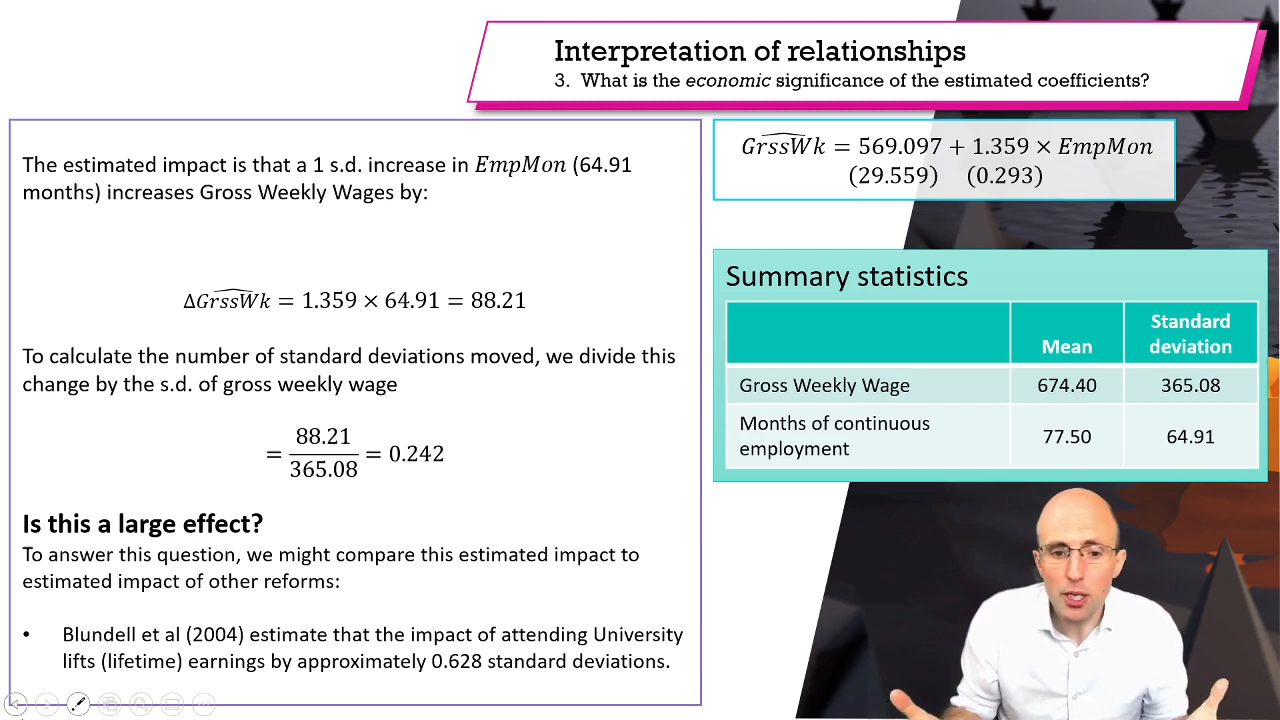 Interpretation of relationships
3. What is the economic significance of the estimated coefficients?
The estimated impact is that a 1 s.d. increase in EmpMon (64.91
months) increases Gross Weekly Wages by:
Δ\widehat{GrssWk} = 1.359 × 64.91 = 88.21
To calculate the number of standard deviations moved, we divide this
change by the s.d. of gross weekly wage
= \frac{88.21}{365.08} = 0.242
Is this a large effect?
To answer this question, we might compare this estimated impact to
estimated impact of other reforms:
• Blundell et al (2004) estimate that the impact of attending University
lifts (lifetime) earnings by approximately 0.628 standard deviations.
\widehat{GrssWk} = 569.097 + 1.359 × EmpMon
(29.559) (0.293)
Summary statistics
Mean Standard
deviation
Gross Weekly Wage 674.40 365.08
Months of continuous
employment 77.50 64.91